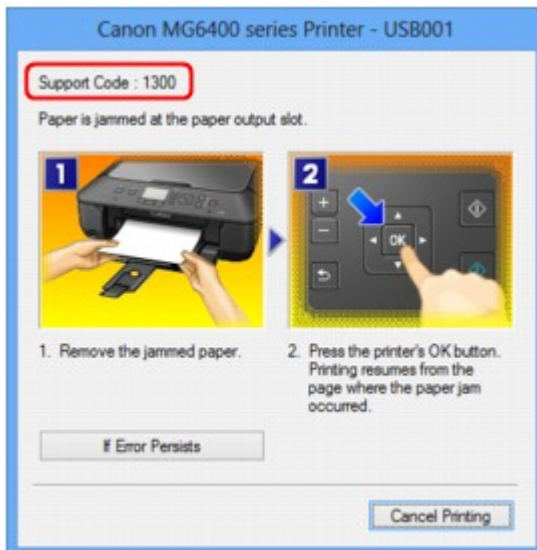 Canon MG6400 series Printer - USB001
Support Code : 1300
Paper is jammed at the paper output slot.
1
2
+
OK
−
1. Remove the jammed paper.
2. Press the printer's OK button.
Printing resumes from the
page where the paper jam
occurred.
If Error Persists
Cancel Printing